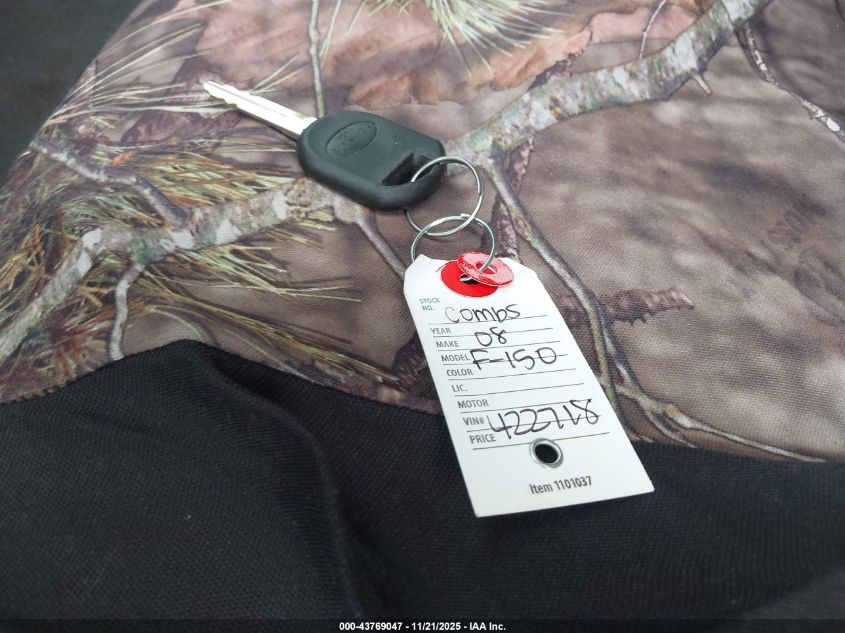 STOCK NO. Combs
YEAR 08
MAKE
MODEL F-150
COLOR
LIC.
MOTOR
VIN#
PRICE
Item 1101037
000-43769047 - 11/21/2025 - IAA Inc.